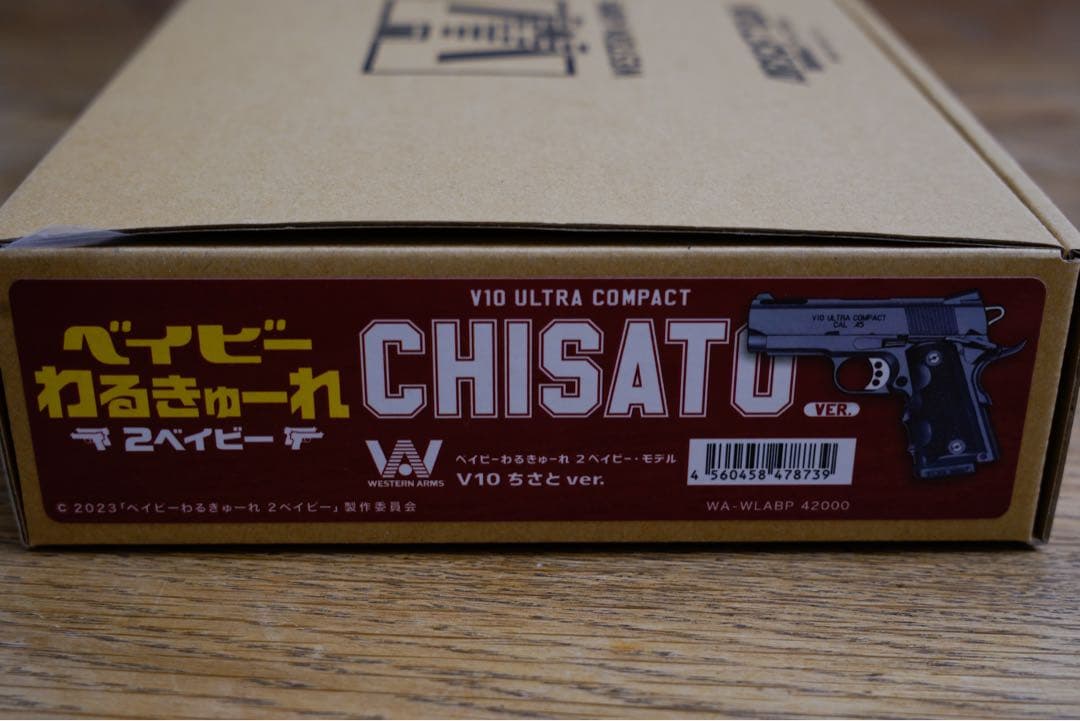 WESTERN ARMS
V10 ULTRA COMPACT
CHISATO
VER.
V10 ULTRA COMPACT
CAL .45
ベイビー
わるきゅーれ
2ベイビー
WESTERN ARMS
ベイビーわるきゅーれ 2ベイビー・モデル
V10 ちさと ver.
4 560458 478739
© 2023「ベイビーわるきゅーれ 2ベイビー」製作委員会
WA-WLABP 42000